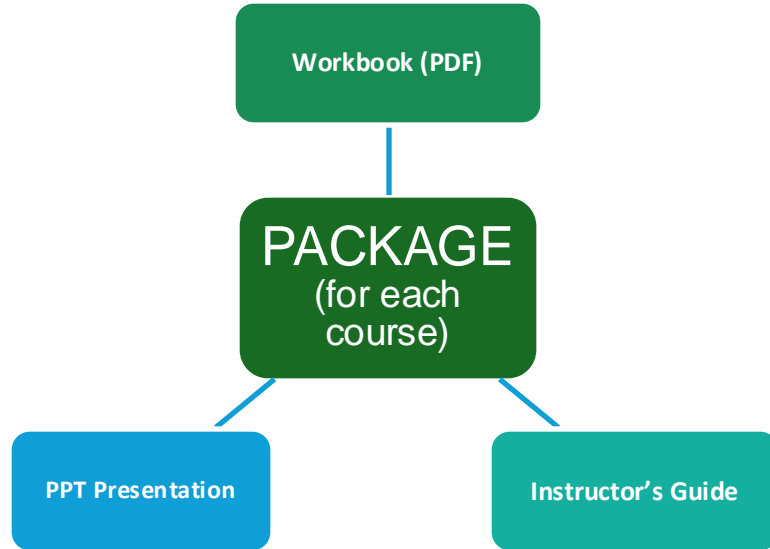 Workbook (PDF)
PACKAGE
(for each
course)
PPT Presentation
Instructor’s Guide